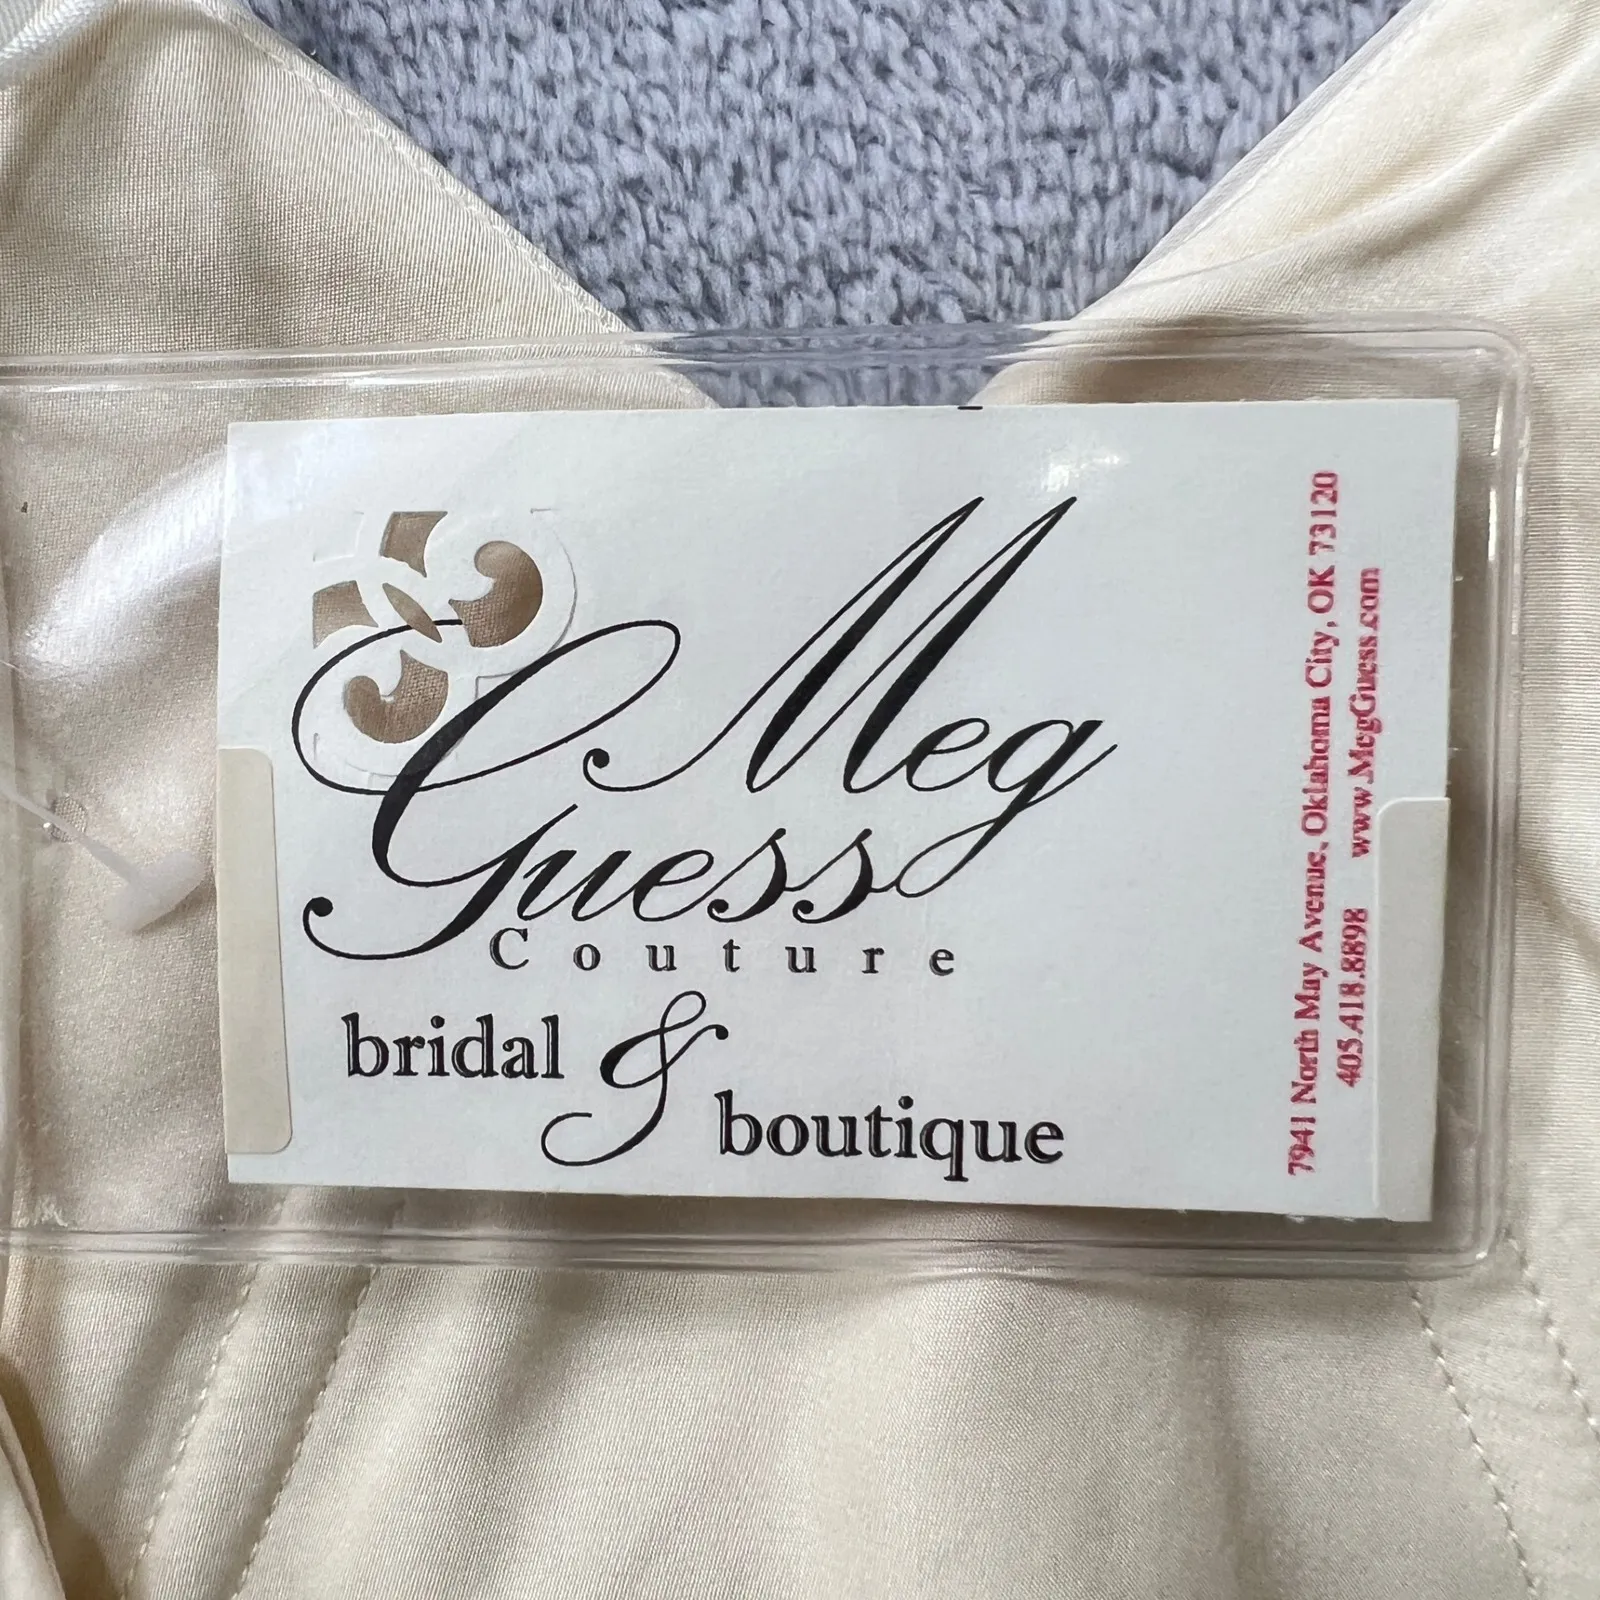 Meg
Guess
Couture
bridal &
boutique
7941 North May Avenue, Oklahoma City, OK 73120
405.418.8898 www.MegGuess.com